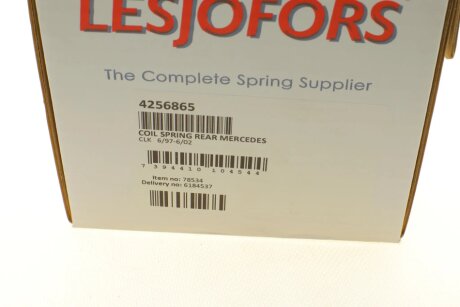 LESJOFORS
The Complete Spring Supplier
4256865
COIL SPRING REAR MERCEDES
CLK 6/97-6/02
7 394410 104544
Item no: 78534
Delivery no: 6184537